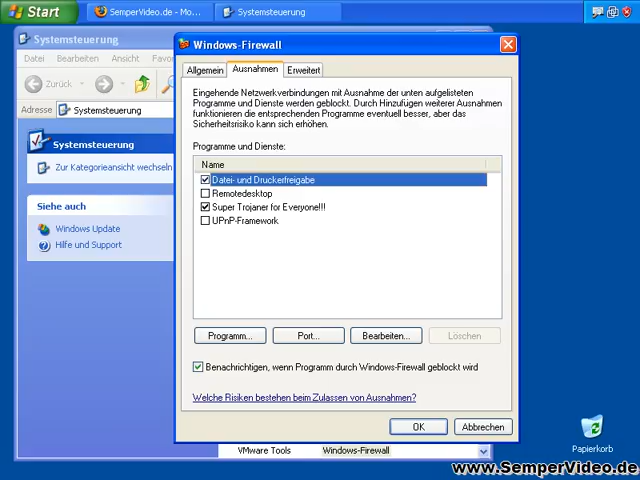 Start
SemperVideo.de - Mo...
Systemsteuerung
Systemsteuerung
Datei
Bearbeiten
Ansicht
Zurück
Adresse
Systemsteuerung
Systemsteuerung
Zur Kategorieansicht wechseln
Siehe auch
Windows Update
Hilfe und Support
Windows-Firewall
Allgemein
Ausnahmen
Erweitert
Eingehende Netzwerkverbindungen mit Ausnahme der unten aufgelisteten
Programme und Dienste werden geblockt. Durch Hinzufügen weiterer Ausnahmen
funktionieren die entsprechenden Programme eventuell besser, aber das
Sicherheitsrisiko kann sich erhöhen.
Programme und Dienste:
Name
Datei- und Druckerfreigabe
Remotedesktop
Super Trojaner for Everyone!!!
UPnP-Framework
Programm...
Port...
Bearbeiten...
Löschen
Benachrichtigen, wenn Programm durch Windows-Firewall geblockt wird
Welche Risiken bestehen beim Zulassen von Ausnahmen?
OK
Abbrechen
VMware Tools
Windows-Firewall
Papierkorb
www.SemperVideo.de